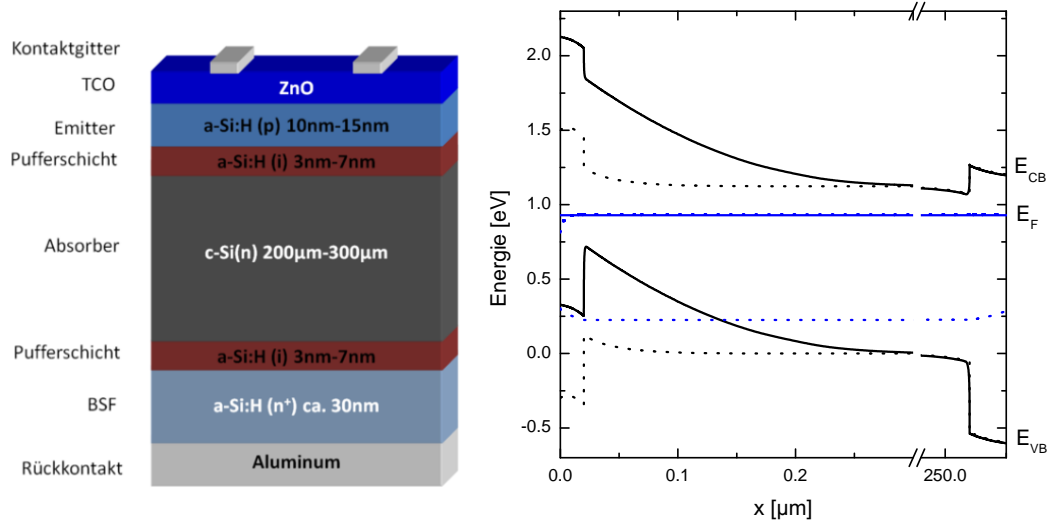 Kontaktgitter
TCO
ZnO
Emitter
a-Si:H (p) 10nm-15nm
Pufferschicht
a-Si:H (i) 3nm-7nm
Absorber
c-Si(n) 200µm-300µm
Pufferschicht
a-Si:H (i) 3nm-7nm
BSF
a-Si:H (n⁺) ca. 30nm
Rückkontakt
Aluminum
Energie [eV]
2.0
1.5
1.0
0.5
0.0
-0.5
0.0
0.1
0.2
250.0
x [µm]
E_CB
E_F
E_VB